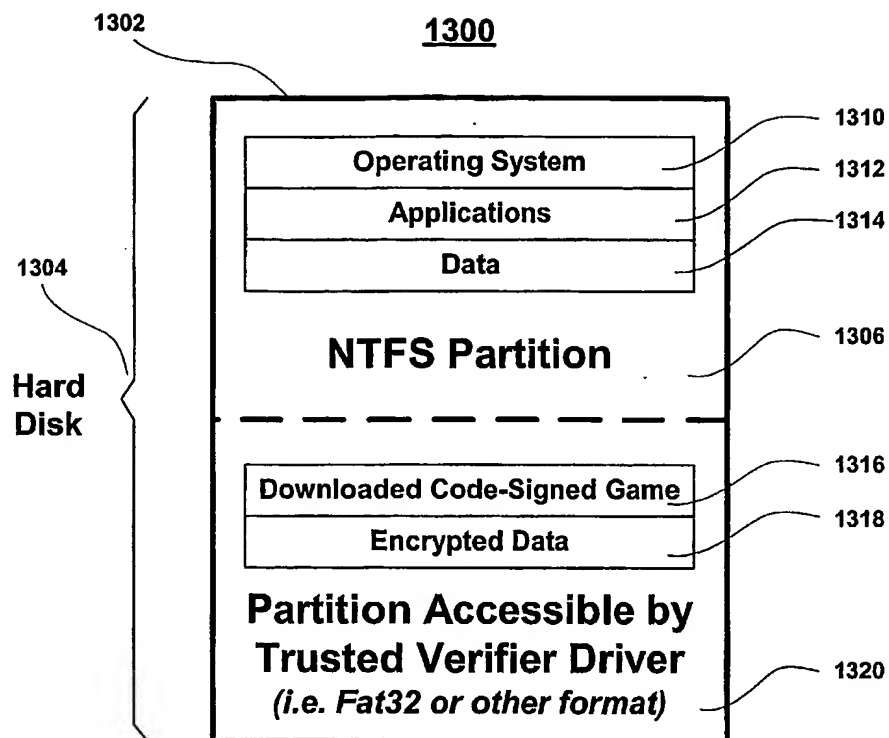 1300
1302
1310
Operating System
1312
Applications
1314
Data
1304
NTFS Partition
1306
Hard
Disk
1316
Downloaded Code-Signed Game
1318
Encrypted Data
Partition Accessible by
Trusted Verifier Driver
1320
(i.e. Fat32 or other format)